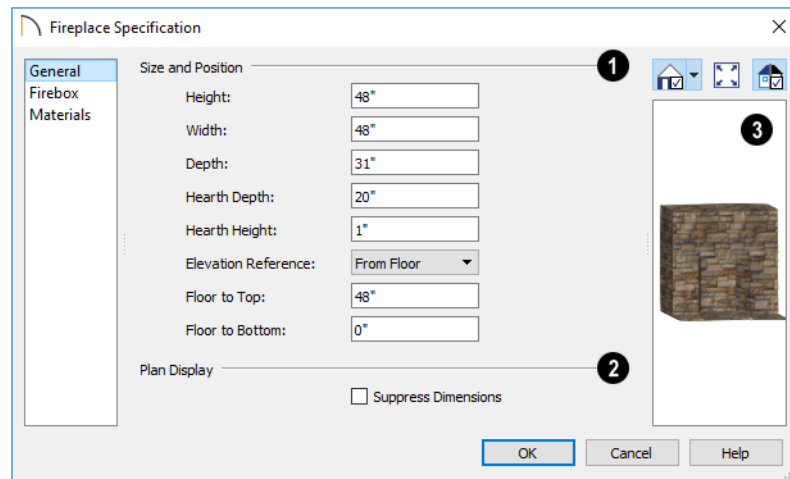 Fireplace Specification
General
Firebox
Materials
Size and Position
1
Height: 48"
Width: 48"
Depth: 31"
Hearth Depth: 20"
Hearth Height: 1"
Elevation Reference: From Floor
Floor to Top: 48"
Floor to Bottom: 0"
Plan Display
2
Suppress Dimensions
3
OK Cancel Help